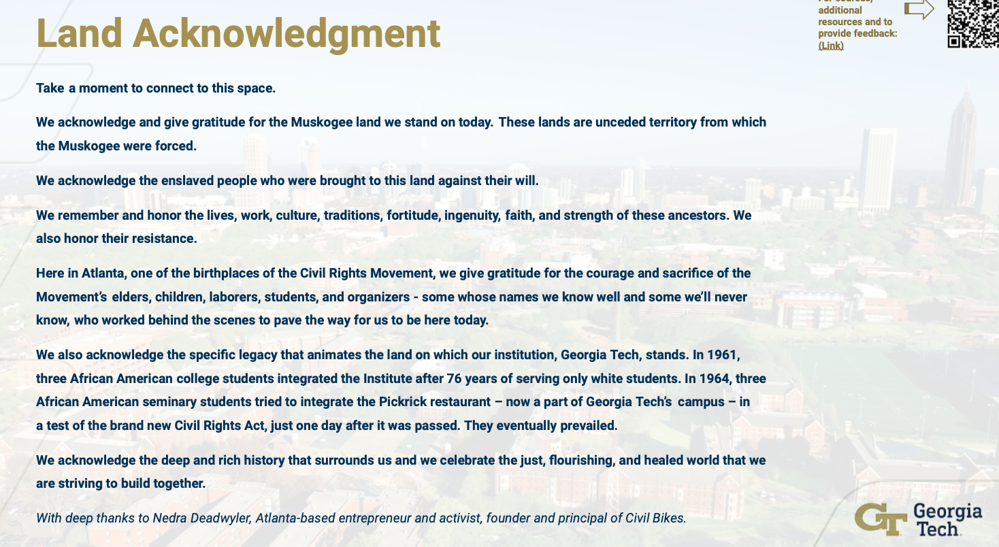 Land Acknowledgment
additional
resources and to
provide feedback:
(Link)
Take a moment to connect to this space.
We acknowledge and give gratitude for the Muskogee land we stand on today. These lands are unceded territory from which
the Muskogee were forced.
We acknowledge the enslaved people who were brought to this land against their will.
We remember and honor the lives, work, culture, traditions, fortitude, ingenuity, faith, and strength of these ancestors. We
also honor their resistance.
Here in Atlanta, one of the birthplaces of the Civil Rights Movement, we give gratitude for the courage and sacrifice of the
Movement's elders, children, laborers, students, and organizers - some whose names we know well and some we'll never
know, who worked behind the scenes to pave the way for us to be here today.
We also acknowledge the specific legacy that animates the land on which our institution, Georgia Tech, stands. In 1961,
three African American college students integrated the Institute after 76 years of serving only white students. In 1964, three
African American seminary students tried to integrate the Pickrick restaurant – now a part of Georgia Tech's campus – in
a test of the brand new Civil Rights Act, just one day after it was passed. They eventually prevailed.
We acknowledge the deep and rich history that surrounds us and we celebrate the just, flourishing, and healed world that we
are striving to build together.
With deep thanks to Nedra Deadwyler, Atlanta-based entrepreneur and activist, founder and principal of Civil Bikes.
GT Georgia
Tech